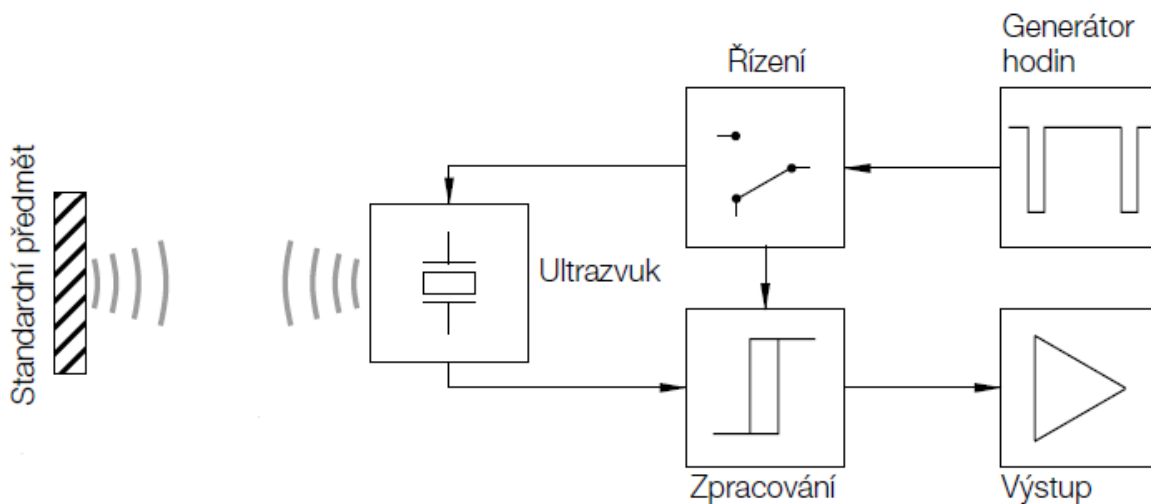 Generátor
hodin
Řízení
Standardní předmět
Ultrazvuk
Zpracování
Výstup